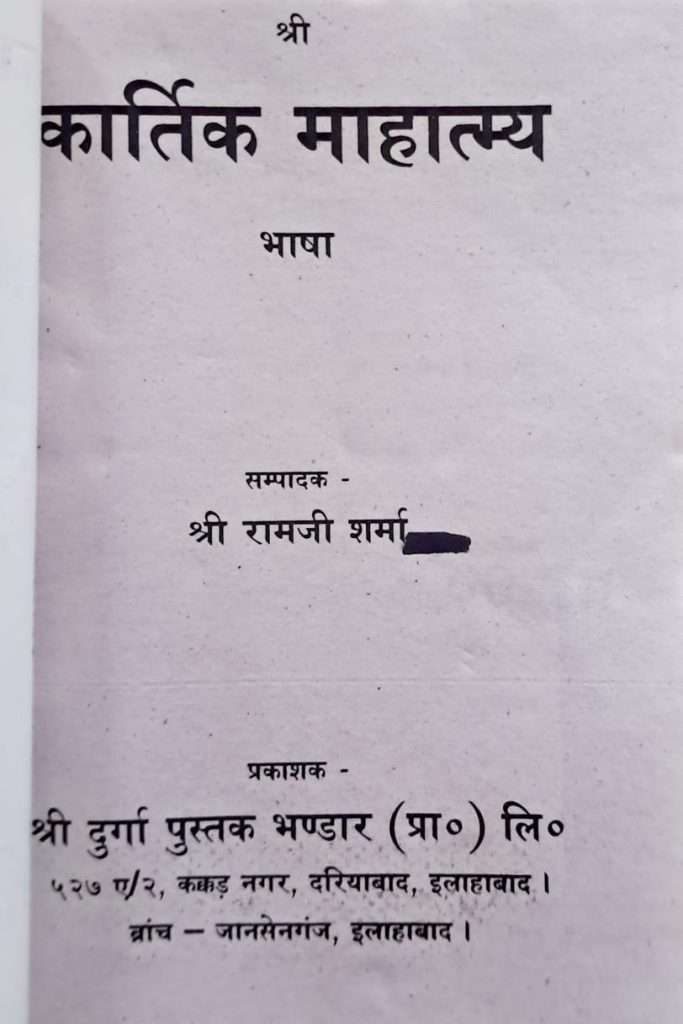 श्री
कार्तिक माहात्म्य
भाषा
सम्पादक -
श्री रामजी शर्मा
प्रकाशक -
श्री दुर्गा पुस्तक भण्डार (प्रा०) लि०
५२७ ए/२, कक्कड़ नगर, दरियाबाद, इलाहाबाद ।
ब्रांच – जानसेनगंज, इलाहाबाद ।